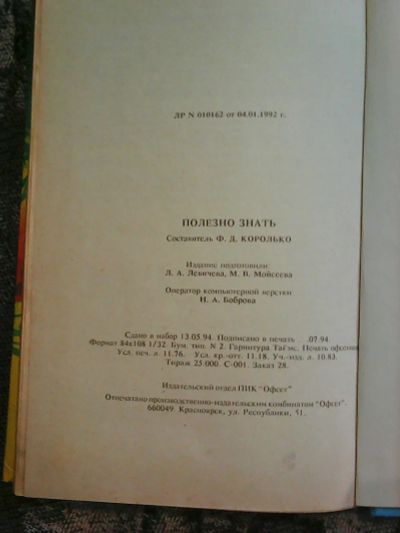 ЛР N 010162 от 04.01.1992 г.
ПОЛЕЗНО ЗНАТЬ
Составитель Ф. Д. КОРОЛЬКО
Издание подготовили:
Л. А. Левичева, М. В. Мойсеева
Оператор компьютерной верстки
Н. А. Боброва
Сдано в набор 13.05.94. Подписано в печать . .07.94.
Формат 84х108 1/32. Бум. тип. N 2. Гарнитура Таймс. Печать офсетная
Усл. печ. л. 11.76. Усл. кр.-отт. 11.18. Уч.-изд. л. 10.83.
Тираж 25.000. С-001. Заказ 28.
Издательский отдел ПИК "Офсет"
Отпечатано производственно-издательским комбинатом "Офсет".
660049. Красноярск, ул. Республики, 51.